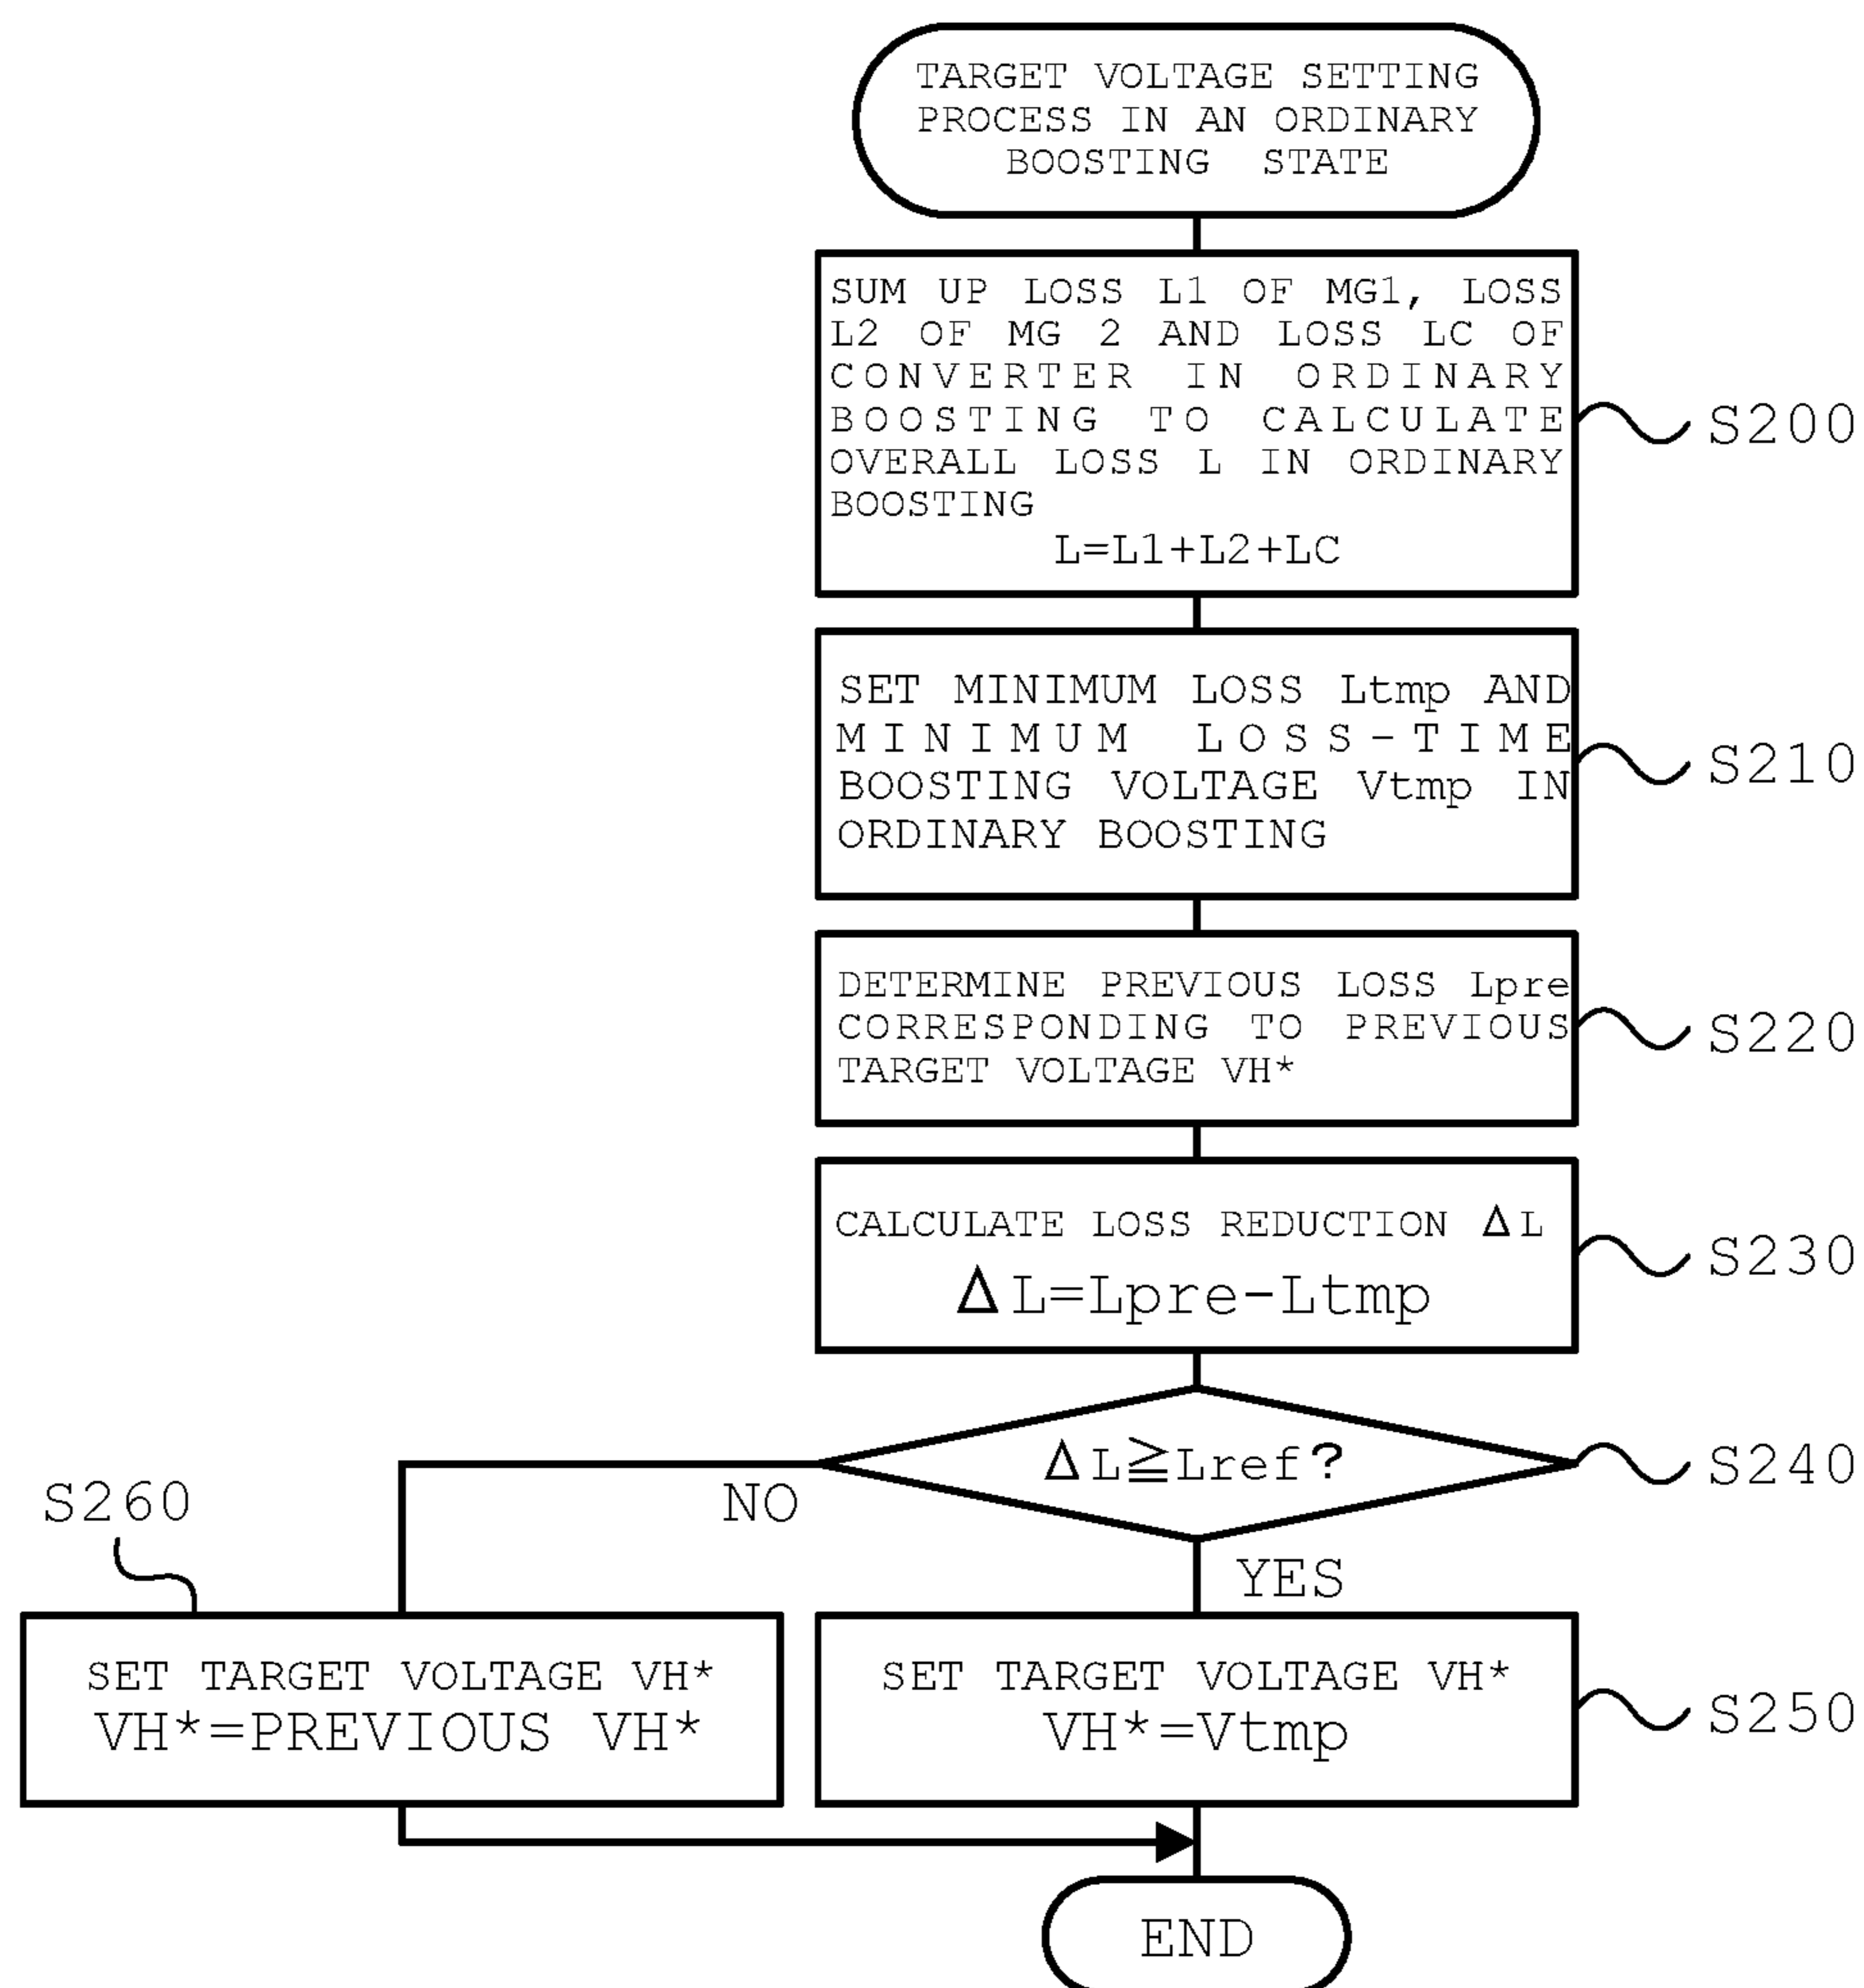 TARGET VOLTAGE SETTING
PROCESS IN AN ORDINARY
BOOSTING STATE
SUM UP LOSS L1 OF MG1, LOSS
L2 OF MG 2 AND LOSS LC OF
CONVERTER IN ORDINARY
BOOSTING TO CALCULATE
OVERALL LOSS L IN ORDINARY
BOOSTING
L=L1+L2+LC
S200
SET MINIMUM LOSS Ltmp AND
MINIMUM LOSS-TIME
BOOSTING VOLTAGE Vtmp IN
ORDINARY BOOSTING
S210
DETERMINE PREVIOUS LOSS Lpre
CORRESPONDING TO PREVIOUS
TARGET VOLTAGE VH*
S220
CALCULATE LOSS REDUCTION ΔL
ΔL=Lpre-Ltmp
S230
ΔL≧Lref?
S240
NO
YES
S260
SET TARGET VOLTAGE VH*
VH*=PREVIOUS VH*
SET TARGET VOLTAGE VH*
VH*=Vtmp
S250
END